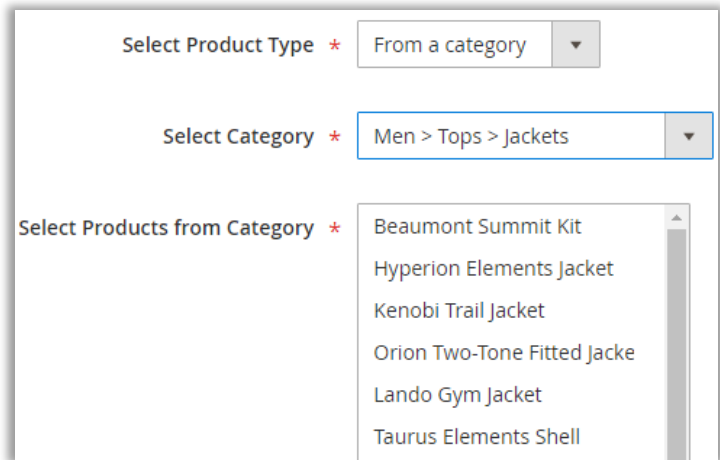 Select Product Type * From a category
Select Category * Men > Tops > Jackets
Select Products from Category * Beaumont Summit Kit
Hyperion Elements Jacket
Kenobi Trail Jacket
Orion Two-Tone Fitted Jacke
Lando Gym Jacket
Taurus Elements Shell